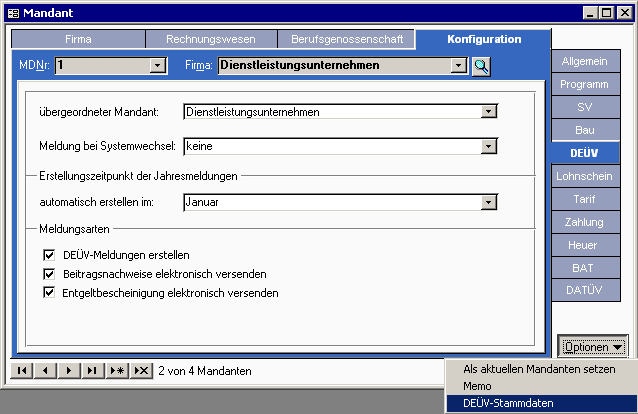 Mandant
Firma
Rechnungswesen
Berufsgenossenschaft
Konfiguration
MDNr: 1 Firma: Dienstleistungsunternehmen
Allgemein
Programm
SV
Bau
DEÜV
Lohnschein
Tarif
Zahlung
Heuer
BAT
DATÜV
übergeordneter Mandant: Dienstleistungsunternehmen
Meldung bei Systemwechsel: keine
Erstellungszeitpunkt der Jahresmeldungen
automatisch erstellen im: Januar
Meldungsarten
DEÜV-Meldungen erstellen
Beitragsnachweise elektronisch versenden
Entgeltbescheinigung elektronisch versenden
Optionen
2 von 4 Mandanten
Als aktuellen Mandanten setzen
Memo
DEÜV-Stammdaten